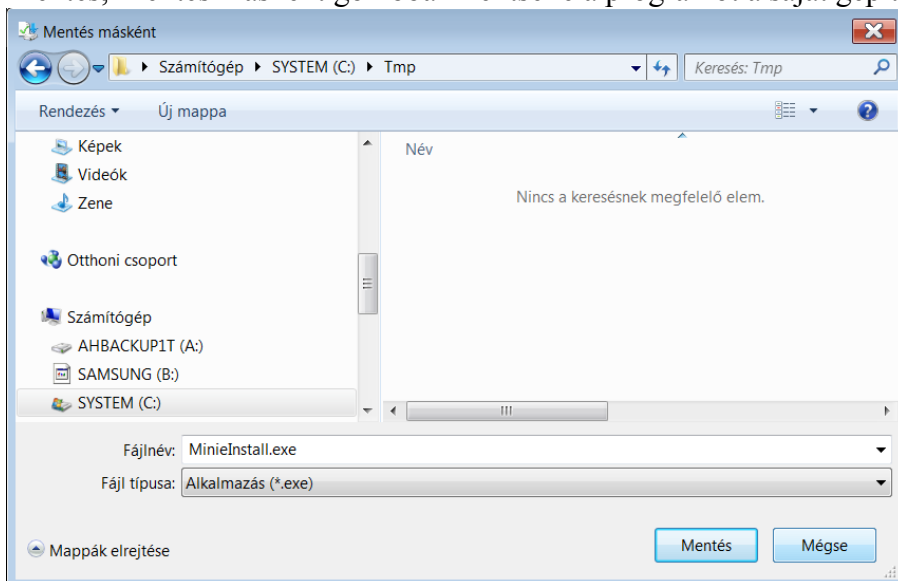 Mentés másként
Számítógép SYSTEM (C:) Tmp Keresés: Tmp
Rendezés Új mappa
Képek
Videók
Zene
Otthoni csoport
Számítógép
AHBACKUP1T (A:)
SAMSUNG (B:)
SYSTEM (C:)
Név
Nincs a keresésnek megfelelő elem.
Fájlnév: MinieInstall.exe
Fájl típusa: Alkalmazás (*.exe)
Mappák elrejtése
Mentés Mégse